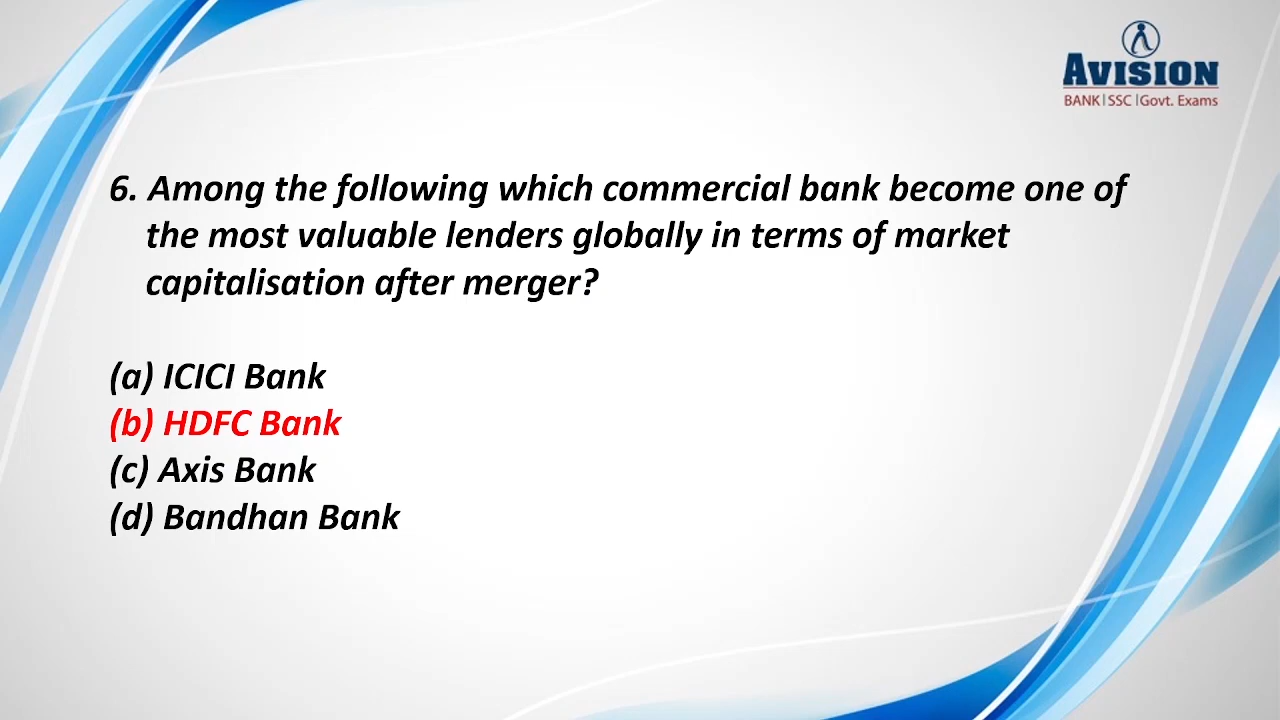 AVISION
BANK|SSC|Govt. Exams
6. Among the following which commercial bank become one of
the most valuable lenders globally in terms of market
capitalisation after merger?
(a) ICICI Bank
(b) HDFC Bank
(c) Axis Bank
(d) Bandhan Bank